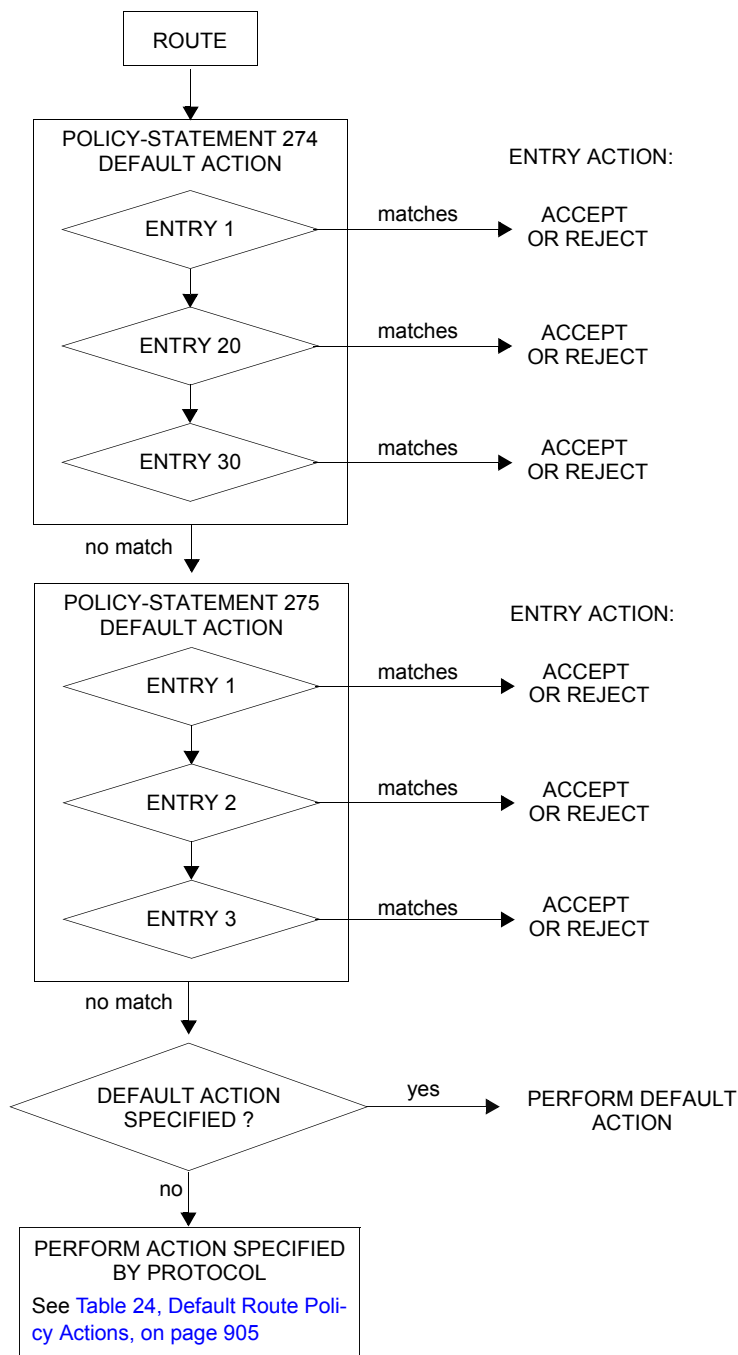 ROUTE
POLICY-STATEMENT 274
DEFAULT ACTION
ENTRY ACTION:
ENTRY 1
matches
ACCEPT
OR REJECT
ENTRY 20
matches
ACCEPT
OR REJECT
ENTRY 30
matches
ACCEPT
OR REJECT
no match
POLICY-STATEMENT 275
DEFAULT ACTION
ENTRY ACTION:
ENTRY 1
matches
ACCEPT
OR REJECT
ENTRY 2
matches
ACCEPT
OR REJECT
ENTRY 3
matches
ACCEPT
OR REJECT
no match
DEFAULT ACTION
SPECIFIED ?
yes
PERFORM DEFAULT
ACTION
no
PERFORM ACTION SPECIFIED
BY PROTOCOL
See Table 24, Default Route Poli-
cy Actions, on page 905